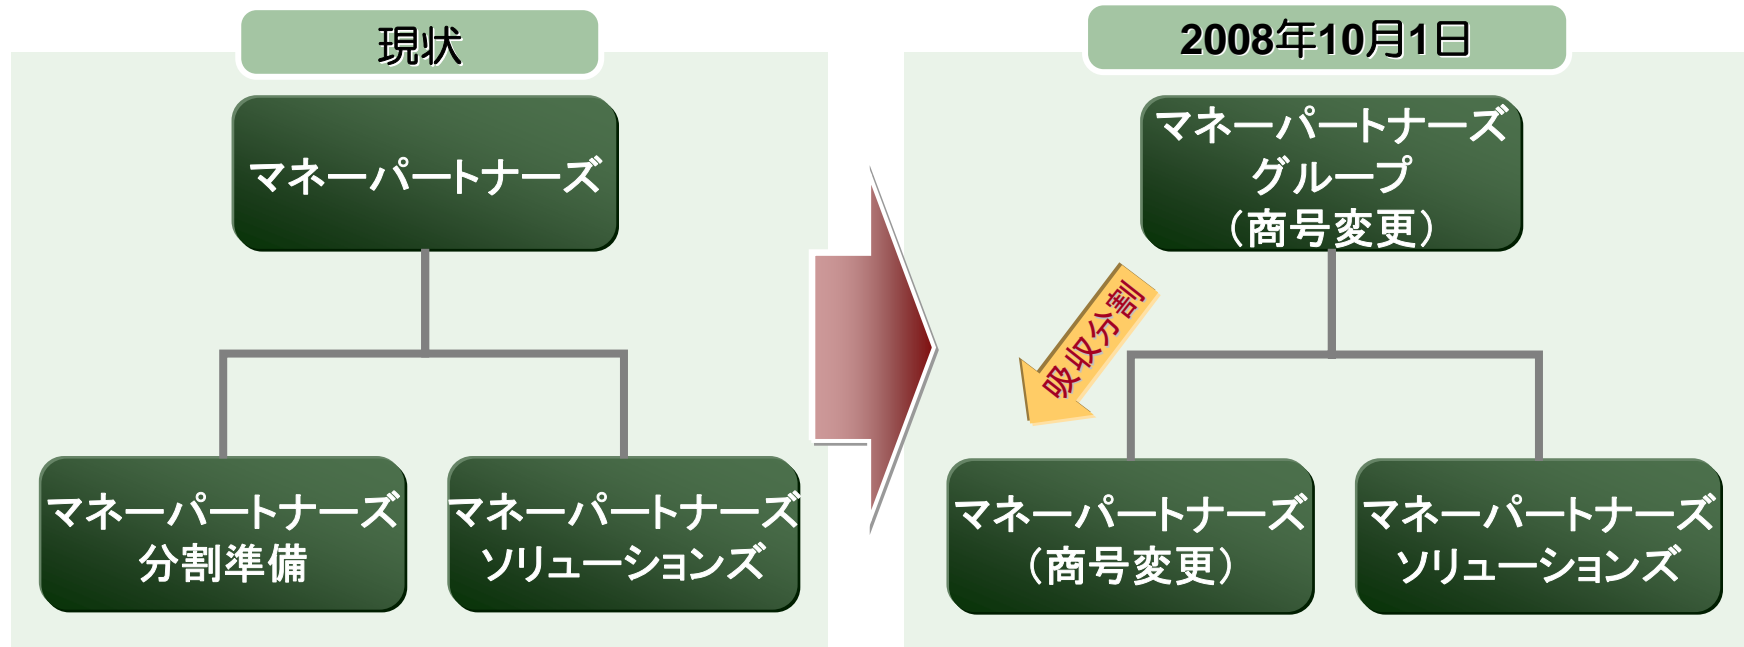 現状
マネーパートナーズ
マネーパートナーズ
分割準備
マネーパートナーズ
ソリューションズ
2008年10月1日
マネーパートナーズ
グループ
（商号変更）
吸収分割
マネーパートナーズ
（商号変更）
マネーパートナーズ
ソリューションズ